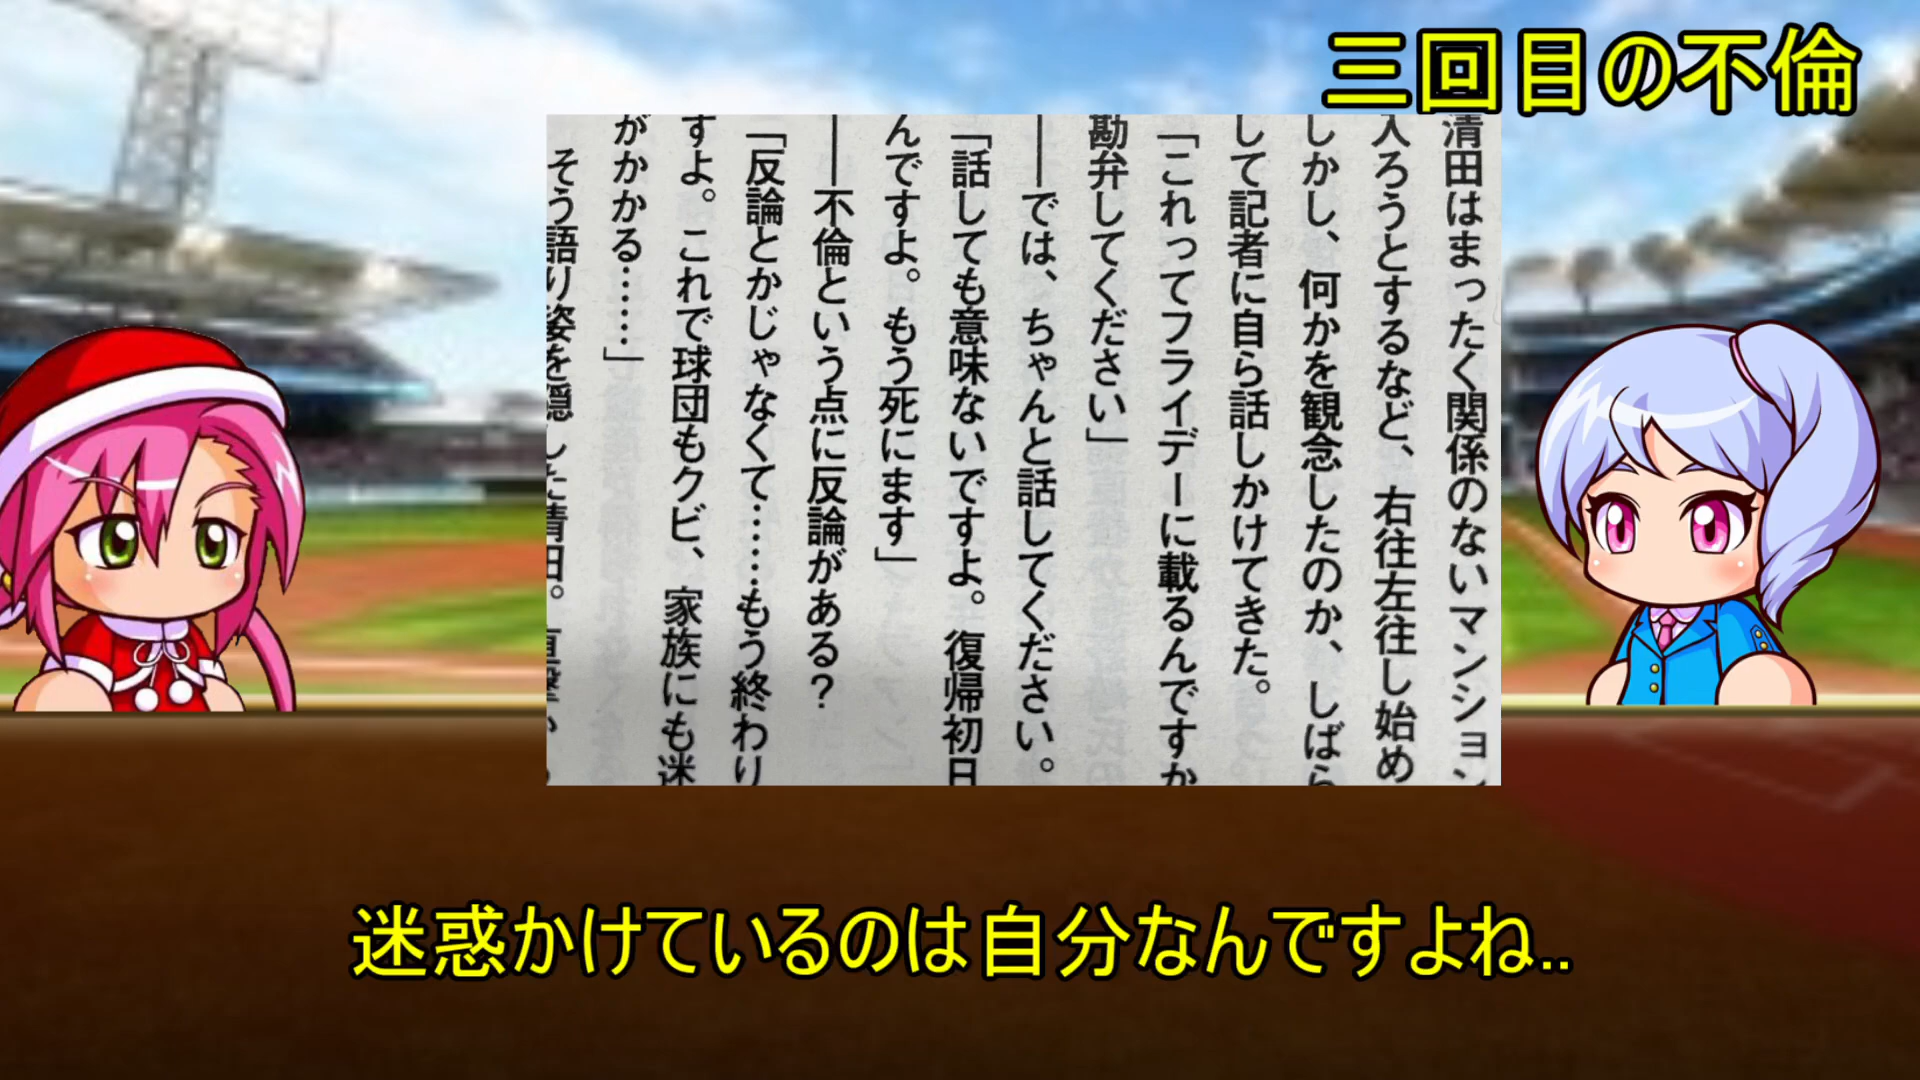 三回目の不倫
清田はまったく関係のないマンション
入ろうとするなど、右往左往し始め
しかし、何かを観念したのか、しばら
して記者に自ら話しかけてきた。
「これってフライデーに載るんですか
勘弁してください」
――では、ちゃんと話してください。
「話しても意味ないですよ。復帰初日
んですよ。もう死にます」
――不倫という点に反論がある?
「反論とかじゃなくて……もう終わり
すよ。これで球団もクビ、家族にも迷
がかかる……」
そう語り姿を隠した清田。直撃か
迷惑かけているのは自分なんですよね..